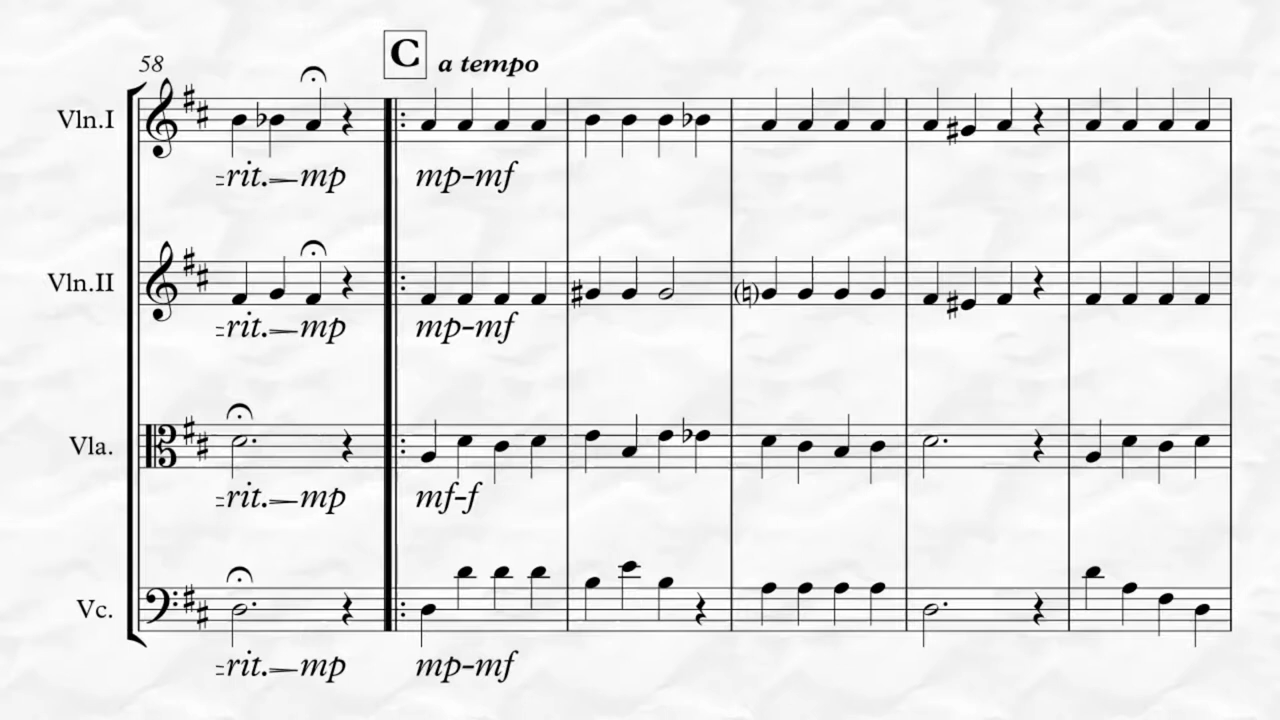 58
C a tempo
Vln.I
rit. mp mp-mf
Vln.II
rit. mp mp-mf
Vla.
rit. mp mf-f
Vc.
rit. mp mp-mf